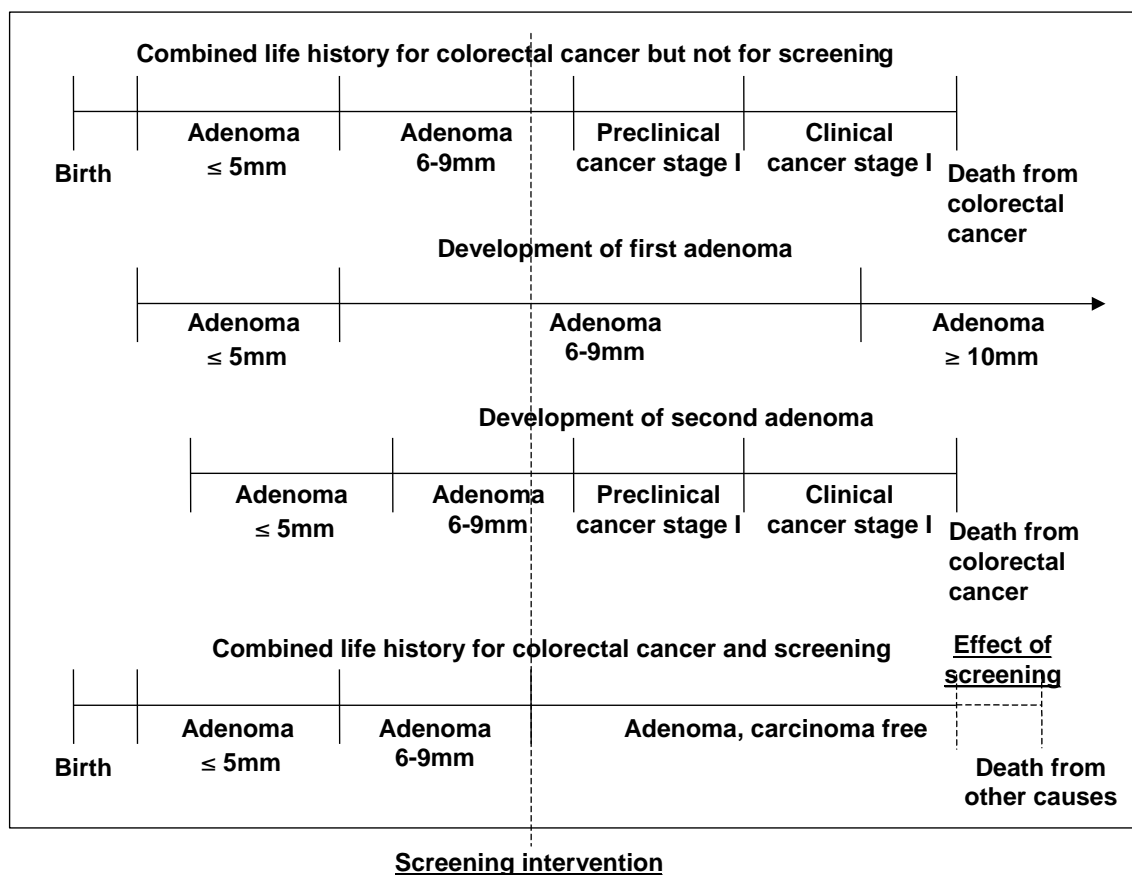 Combined life history for colorectal cancer but not for screening
Adenoma
≤ 5mm
Adenoma
6-9mm
Preclinical
cancer stage I
Clinical
cancer stage I
Birth
Death from
colorectal
cancer
Development of first adenoma
Adenoma
≤ 5mm
Adenoma
6-9mm
Adenoma
≥ 10mm
Development of second adenoma
Adenoma
≤ 5mm
Adenoma
6-9mm
Preclinical
cancer stage I
Clinical
cancer stage I
Death from
colorectal
cancer
Combined life history for colorectal cancer and screening
Effect of
screening
Adenoma
≤ 5mm
Adenoma
6-9mm
Adenoma, carcinoma free
Birth
Death from
other causes
Screening intervention